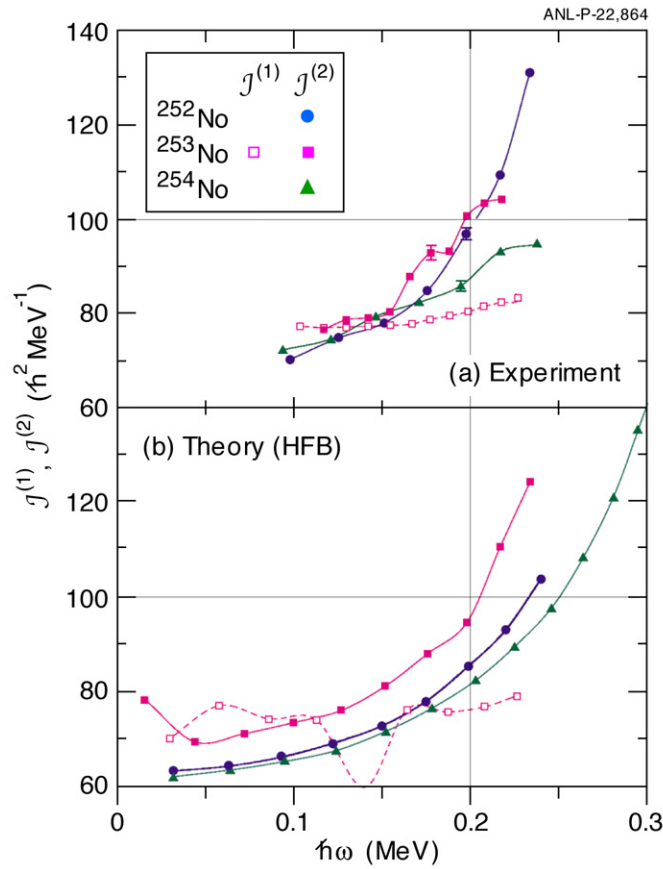 ANL-P-22,864
𝒥⁽¹⁾ 𝒥⁽²⁾
²⁵²No
²⁵³No
²⁵⁴No
140
120
100
80
60
(a) Experiment
(b) Theory (HFB)
120
100
80
60
0 0.1 0.2 0.3
ℏω (MeV)
𝒥⁽¹⁾, 𝒥⁽²⁾ (ℏ² MeV⁻¹)